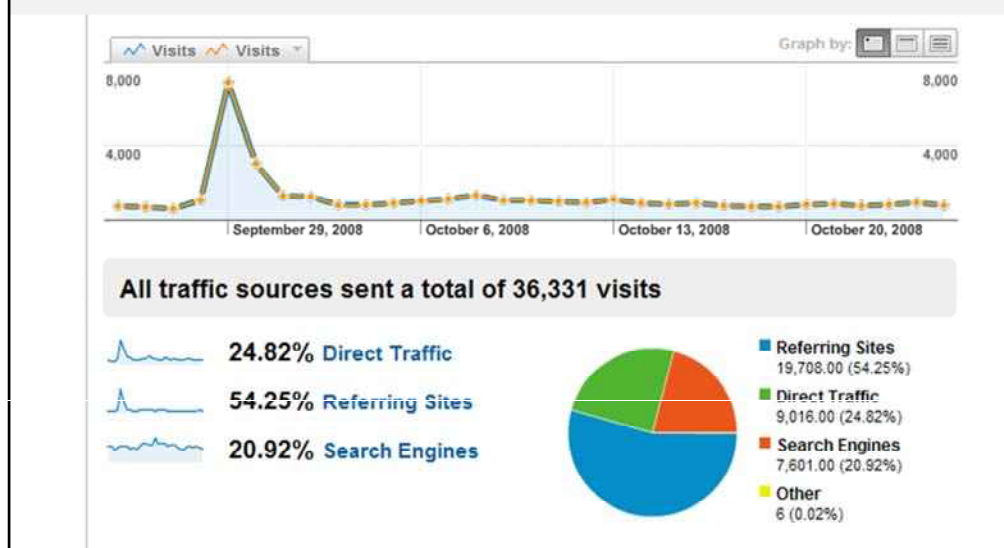 Visits Visits
Graph by:
8,000 8,000
4,000 4,000
September 29, 2008 October 6, 2008 October 13, 2008 October 20, 2008
All traffic sources sent a total of 36,331 visits
24.82% Direct Traffic
54.25% Referring Sites
20.92% Search Engines
Referring Sites
19,708.00 (54.25%)
Direct Traffic
9,016.00 (24.82%)
Search Engines
7,601.00 (20.92%)
Other
6 (0.02%)